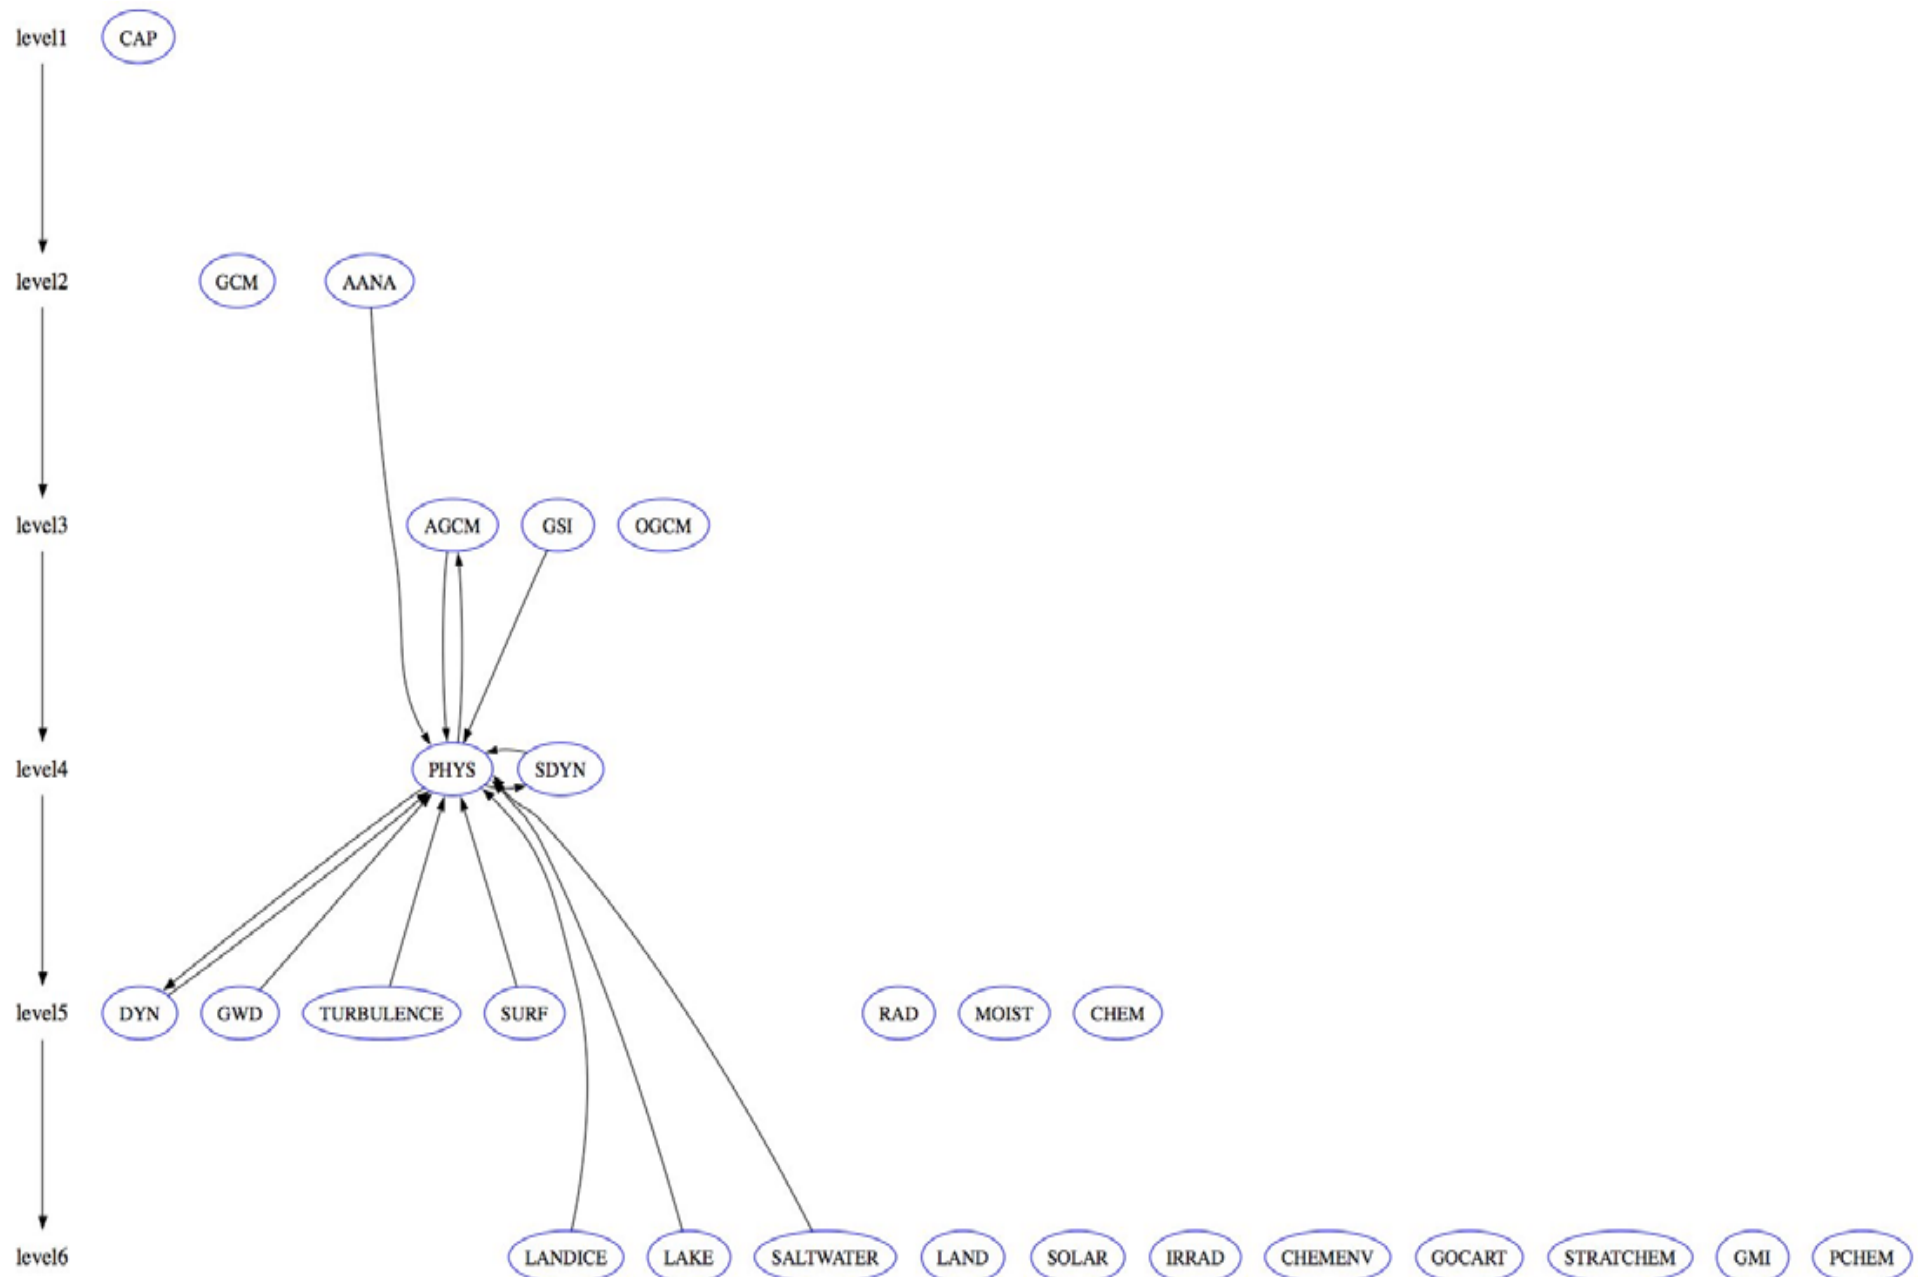 level1 CAP
level2 GCM AANA
level3 AGCM GSI OGCM
level4 PHYS SDYN
level5 DYN GWD TURBULENCE SURF RAD MOIST CHEM
level6 LANDICE LAKE SALTWATER LAND SOLAR IRRAD CHEMENV GOCART STRATCHEM GMI PCHEM